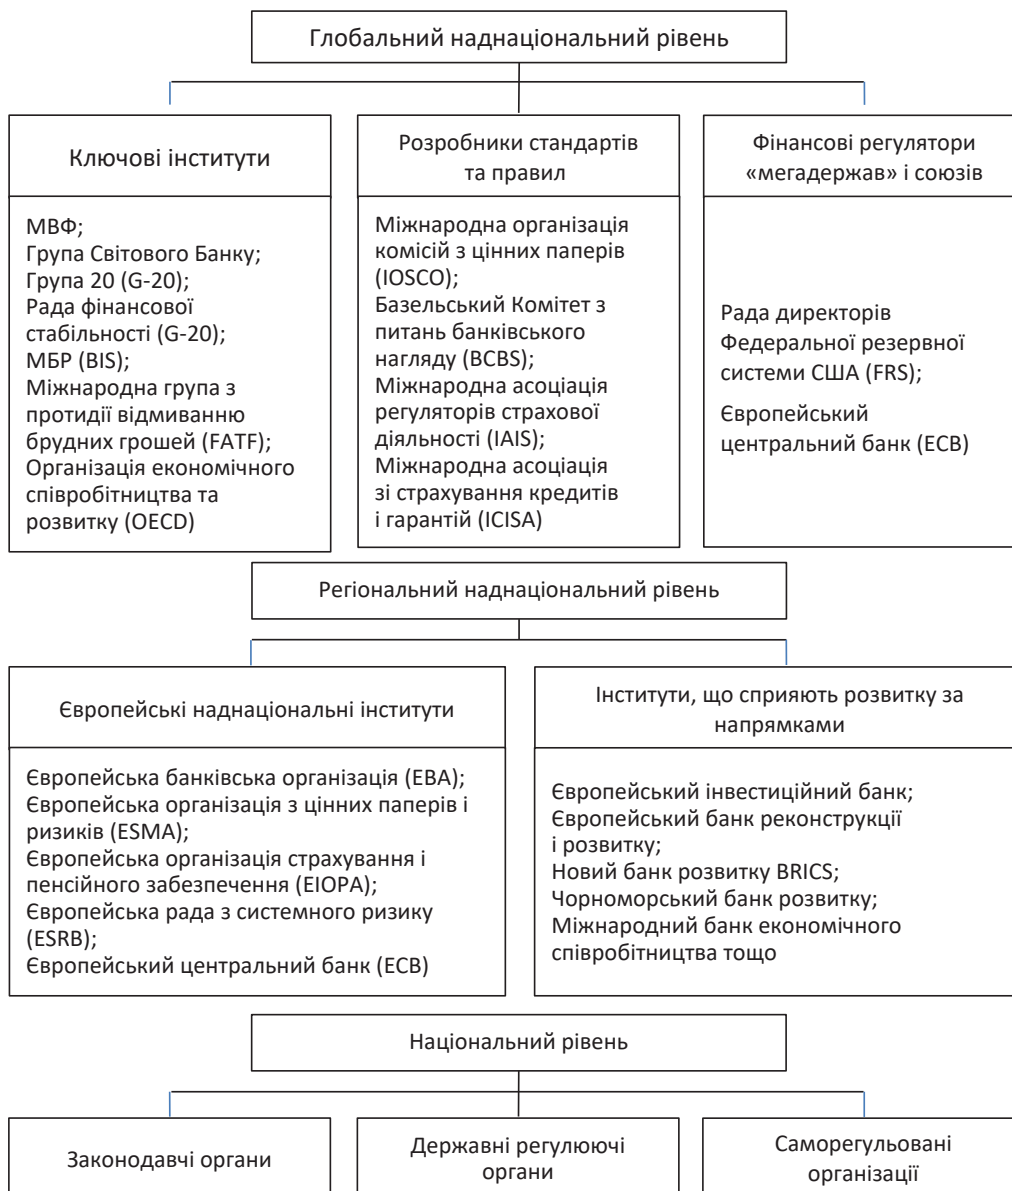 Глобальний наднаціональний рівень
Ключові інститути
МВФ;
Група Світового Банку;
Група 20 (G-20);
Рада фінансової
стабільності (G-20);
МБР (BIS);
Міжнародна група з
протидії відмиванню
брудних грошей (FATF);
Організація економічного
співробітництва та
розвитку (OECD)
Розробники стандартів
та правил
Міжнародна організація
комісій з цінних паперів
(IOSCO);
Базельський Комітет з
питань банківського
нагляду (BCBS);
Міжнародна асоціація
регуляторів страхової
діяльності (IAIS);
Міжнародна асоціація
зі страхування кредитів
і гарантій (ICISA)
Фінансові регулятори
«мегадержав» і союзів
Рада директорів
Федеральної резервної
системи США (FRS);
Європейський
центральний банк (ECB)
Регіональний наднаціональний рівень
Європейські наднаціональні інститути
Європейська банківська організація (EBA);
Європейська організація з цінних паперів і
ризиків (ESMA);
Європейська організація страхування і
пенсійного забезпечення (EIOPA);
Європейська рада з системного ризику
(ESRB);
Європейський центральний банк (ECB)
Інститути, що сприяють розвитку за
напрямками
Європейський інвестиційний банк;
Європейський банк реконструкції
і розвитку;
Новий банк розвитку BRICS;
Чорноморський банк розвитку;
Міжнародний банк економічного
співробітництва тощо
Національний рівень
Законодавчі органи
Державні регулюючі
органи
Саморегульовані
організації